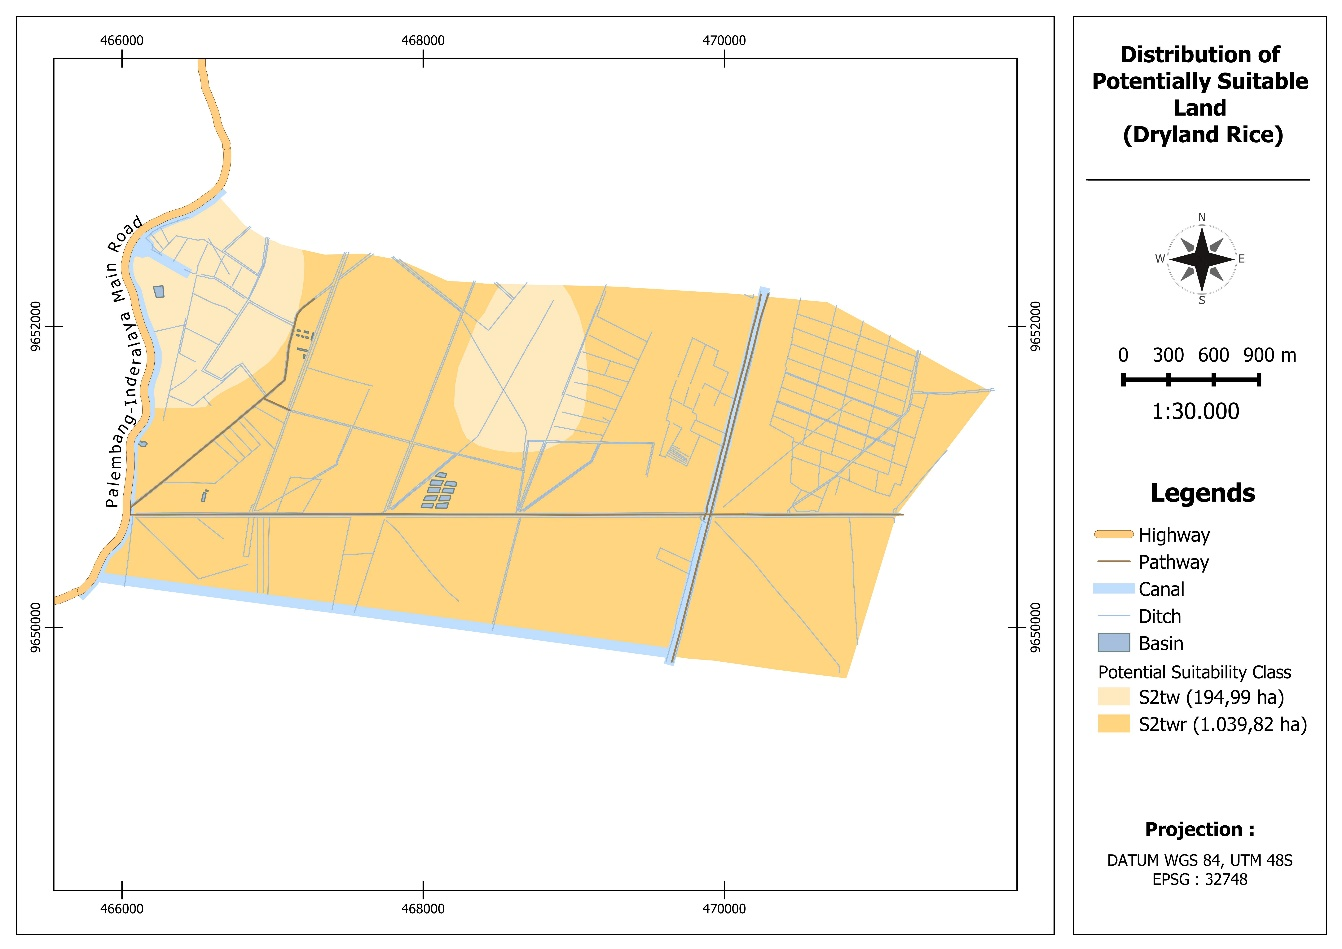 466000
468000
470000
9652000
9650000
Palembang-Inderalaya Main Road
9652000
9650000
466000
468000
470000
Distribution of
Potentially Suitable
Land
(Dryland Rice)
N
W
E
S
0 300 600 900 m
1:30.000
Legends
Highway
Pathway
Canal
Ditch
Basin
Potential Suitability Class
S2tw (194,99 ha)
S2twr (1.039,82 ha)
Projection :
DATUM WGS 84, UTM 48S
EPSG : 32748